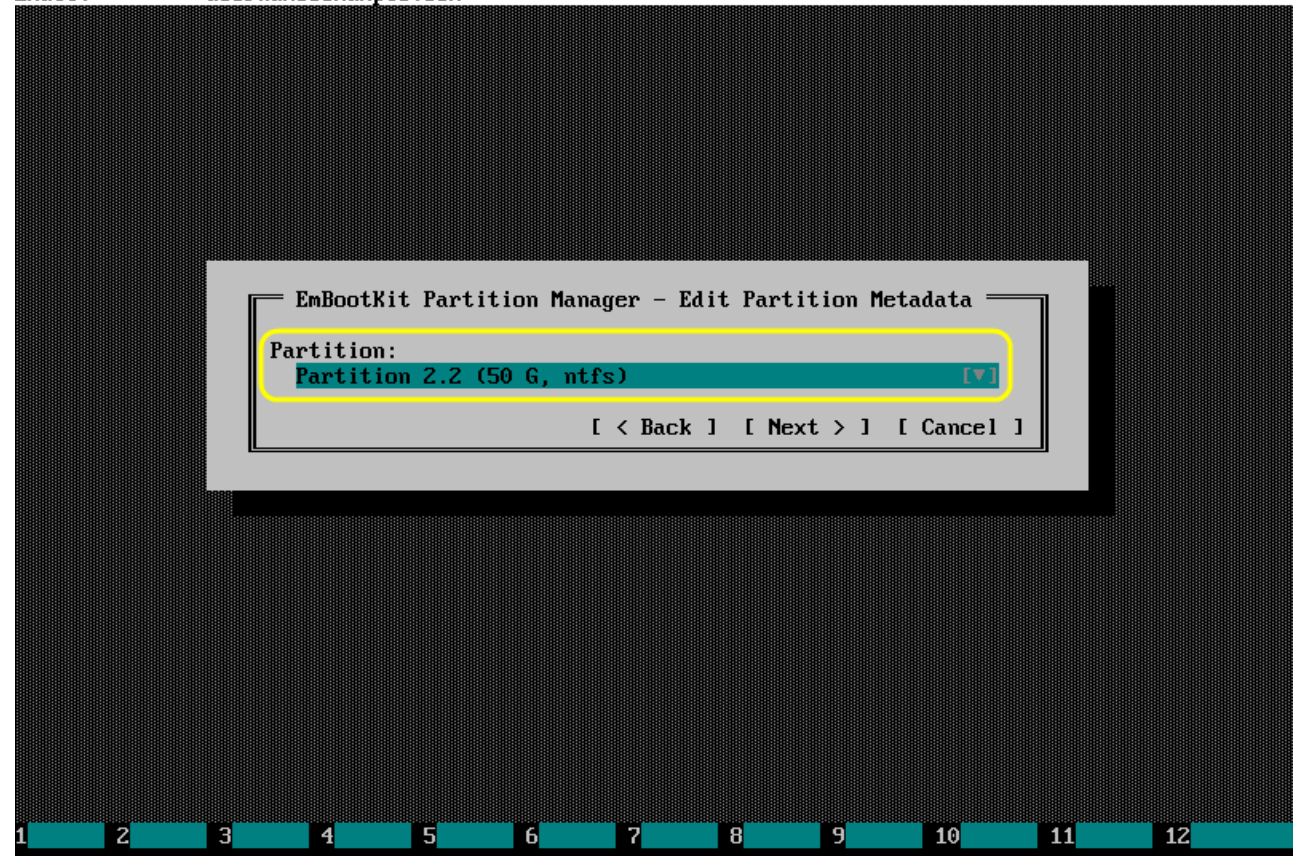 EmBootKit Partition Manager - Edit Partition Metadata
Partition:
Partition 2.2 (50 G, ntfs) [▼]
[ < Back ] [ Next > ] [ Cancel ]
1 2 3 4 5 6 7 8 9 10 11 12